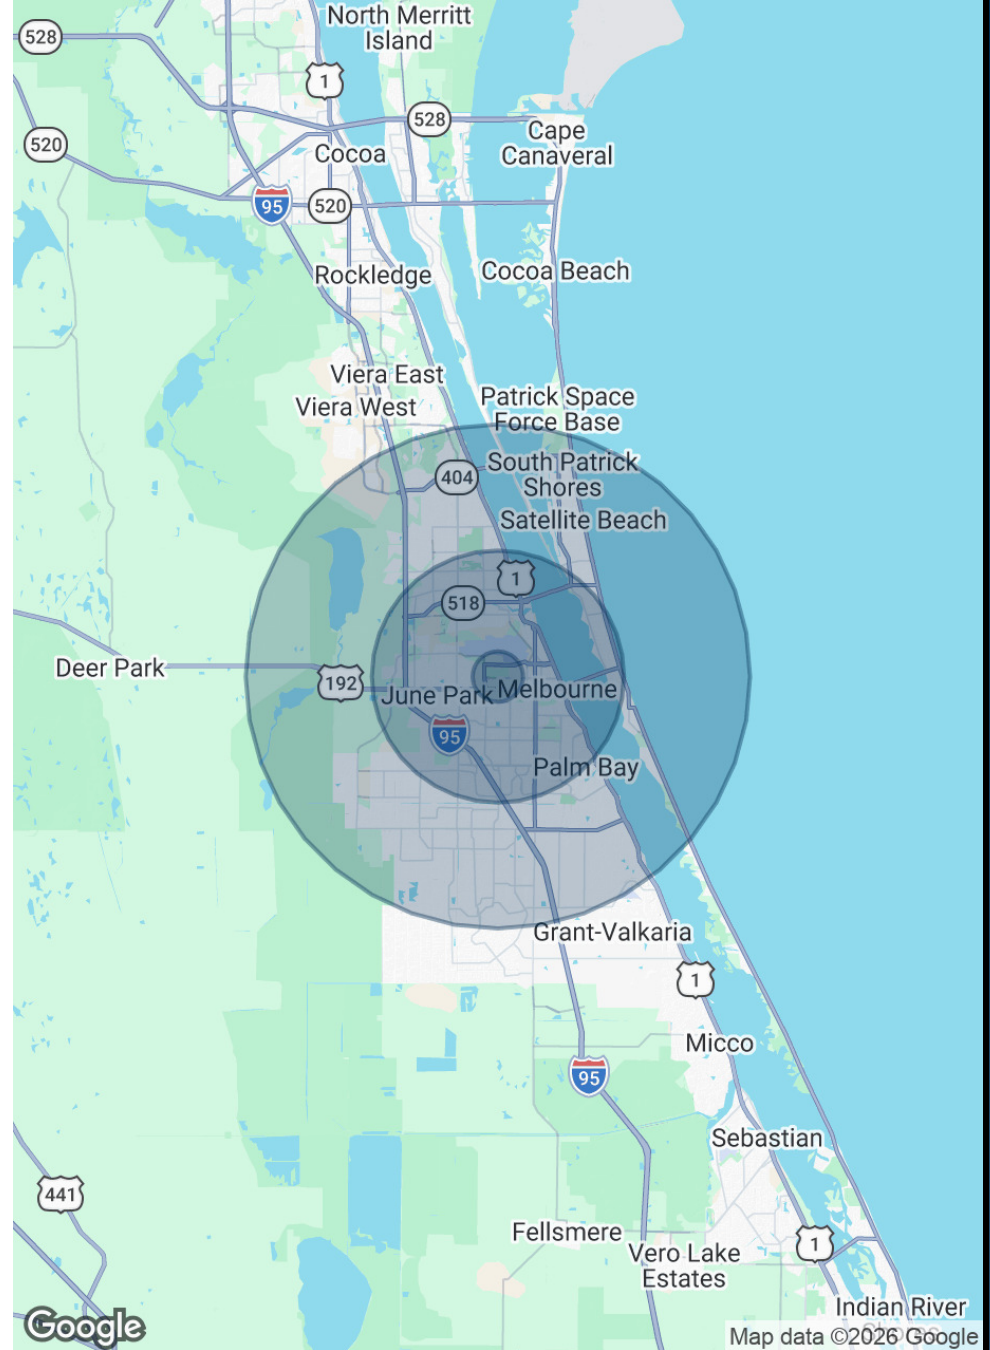 North Merritt
Island
528
1
528
Cape
Canaveral
520
Cocoa
95
520
Rockledge
Cocoa Beach
Viera East
Viera West
Patrick Space
Force Base
404
South Patrick
Shores
Satellite Beach
1
518
Deer Park
192
June Park
Melbourne
95
Palm Bay
Grant-Valkaria
1
Micco
95
Sebastian
441
Fellsmere
1
Vero Lake
Estates
Indian River
Shores
Google
Map data ©2026 Google